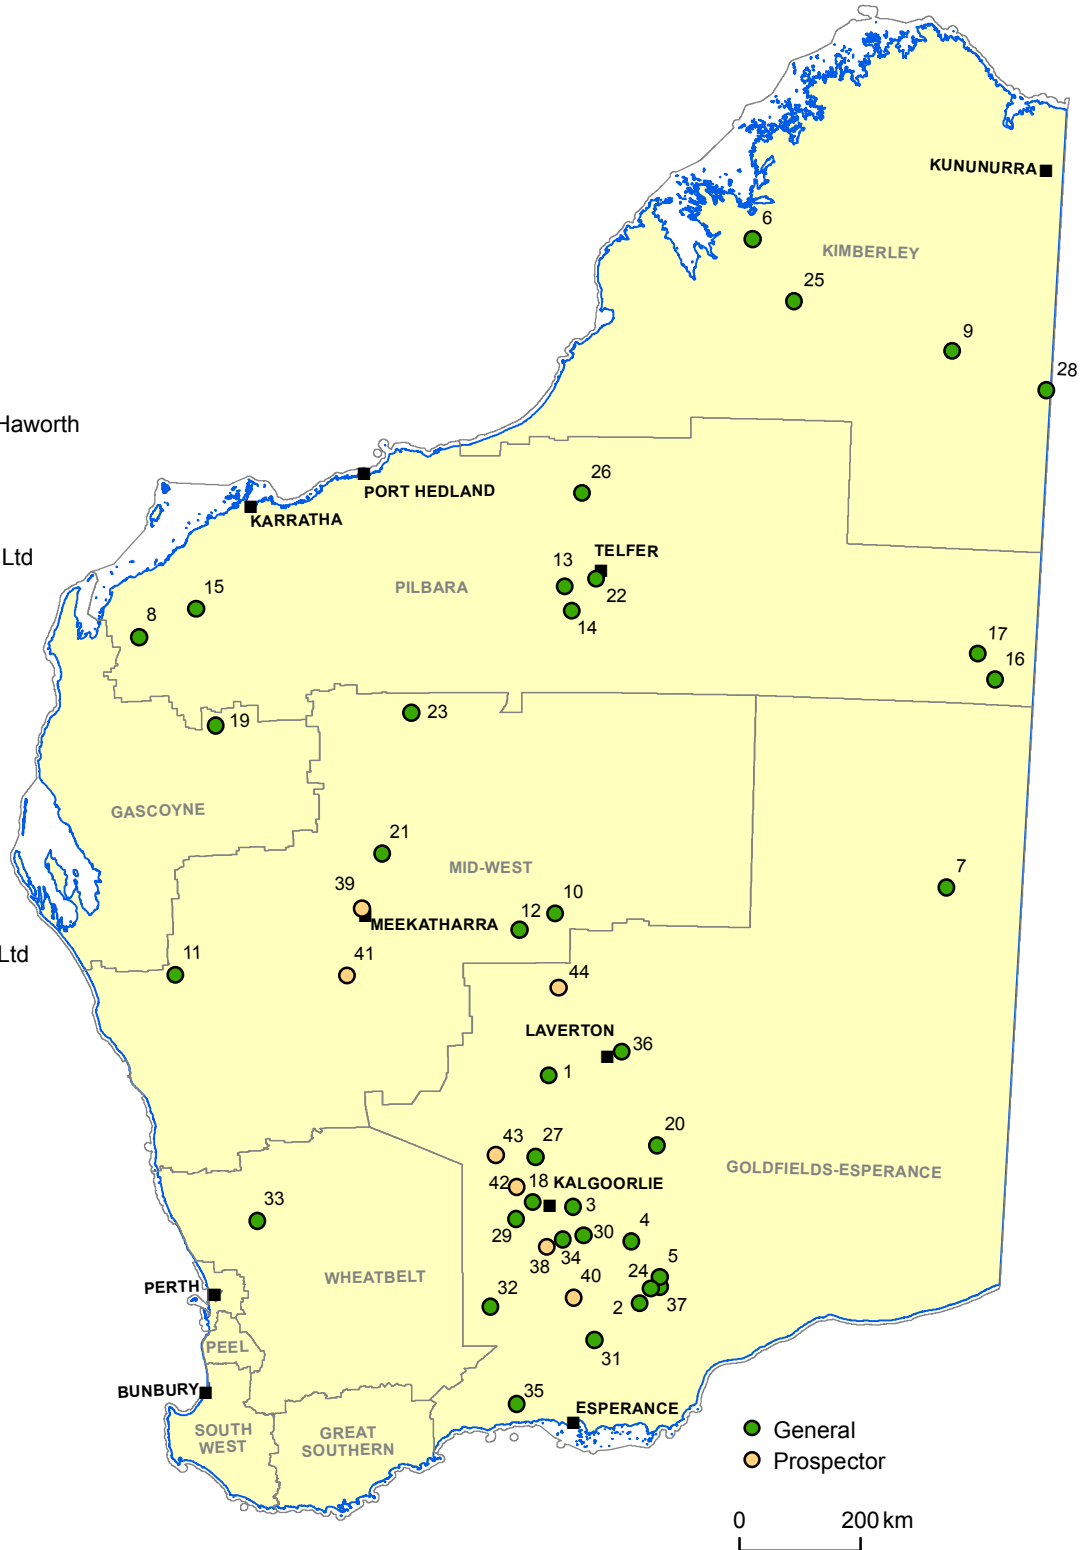 KUNUNURRA
6
KIMBERLEY
25
9
28
Haworth
26
PORT HEDLAND
KARRATHA
TELFER
Ltd
13
22
15
PILBARA
8
14
17
16
19
23
GASCOYNE
21
MID-WEST
7
39
10
12
MEEKATHARRA
Ltd
11
41
44
LAVERTON
36
1
20
43
27
GOLDFIELDS-ESPERANCE
42
18
KALGOORLIE
33
3
29
30
4
34
38
5
WHEATBELT
24
PERTH
40
32
2
37
PEEL
31
BUNBURY
35
ESPERANCE
SOUTH
WEST
GREAT
SOUTHERN
General
Prospector
0
200 km